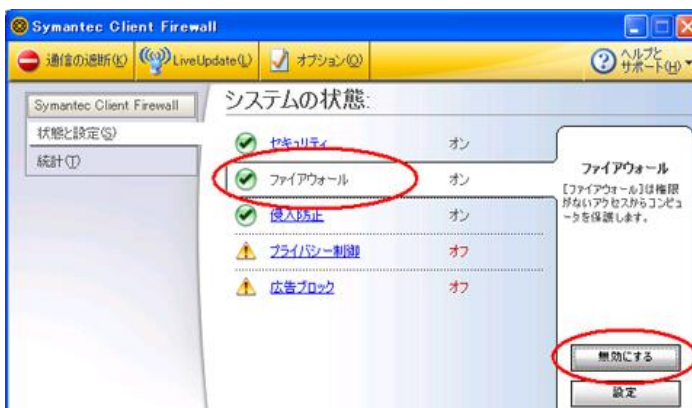 Symantec Client Firewall
通信の遮断(K) LiveUpdate(L) オプション(O) ヘルプと
サポート(H)
Symantec Client Firewall
状態と設定(S)
統計(T)
システムの状態:
セキュリティ オン
ファイアウォール オン
侵入防止 オン
プライバシー制御 オフ
広告ブロック オフ
ファイアウォール
[ファイアウォール]は権限
がないアクセスからコンピュ
ータを保護します。
無効にする
設定